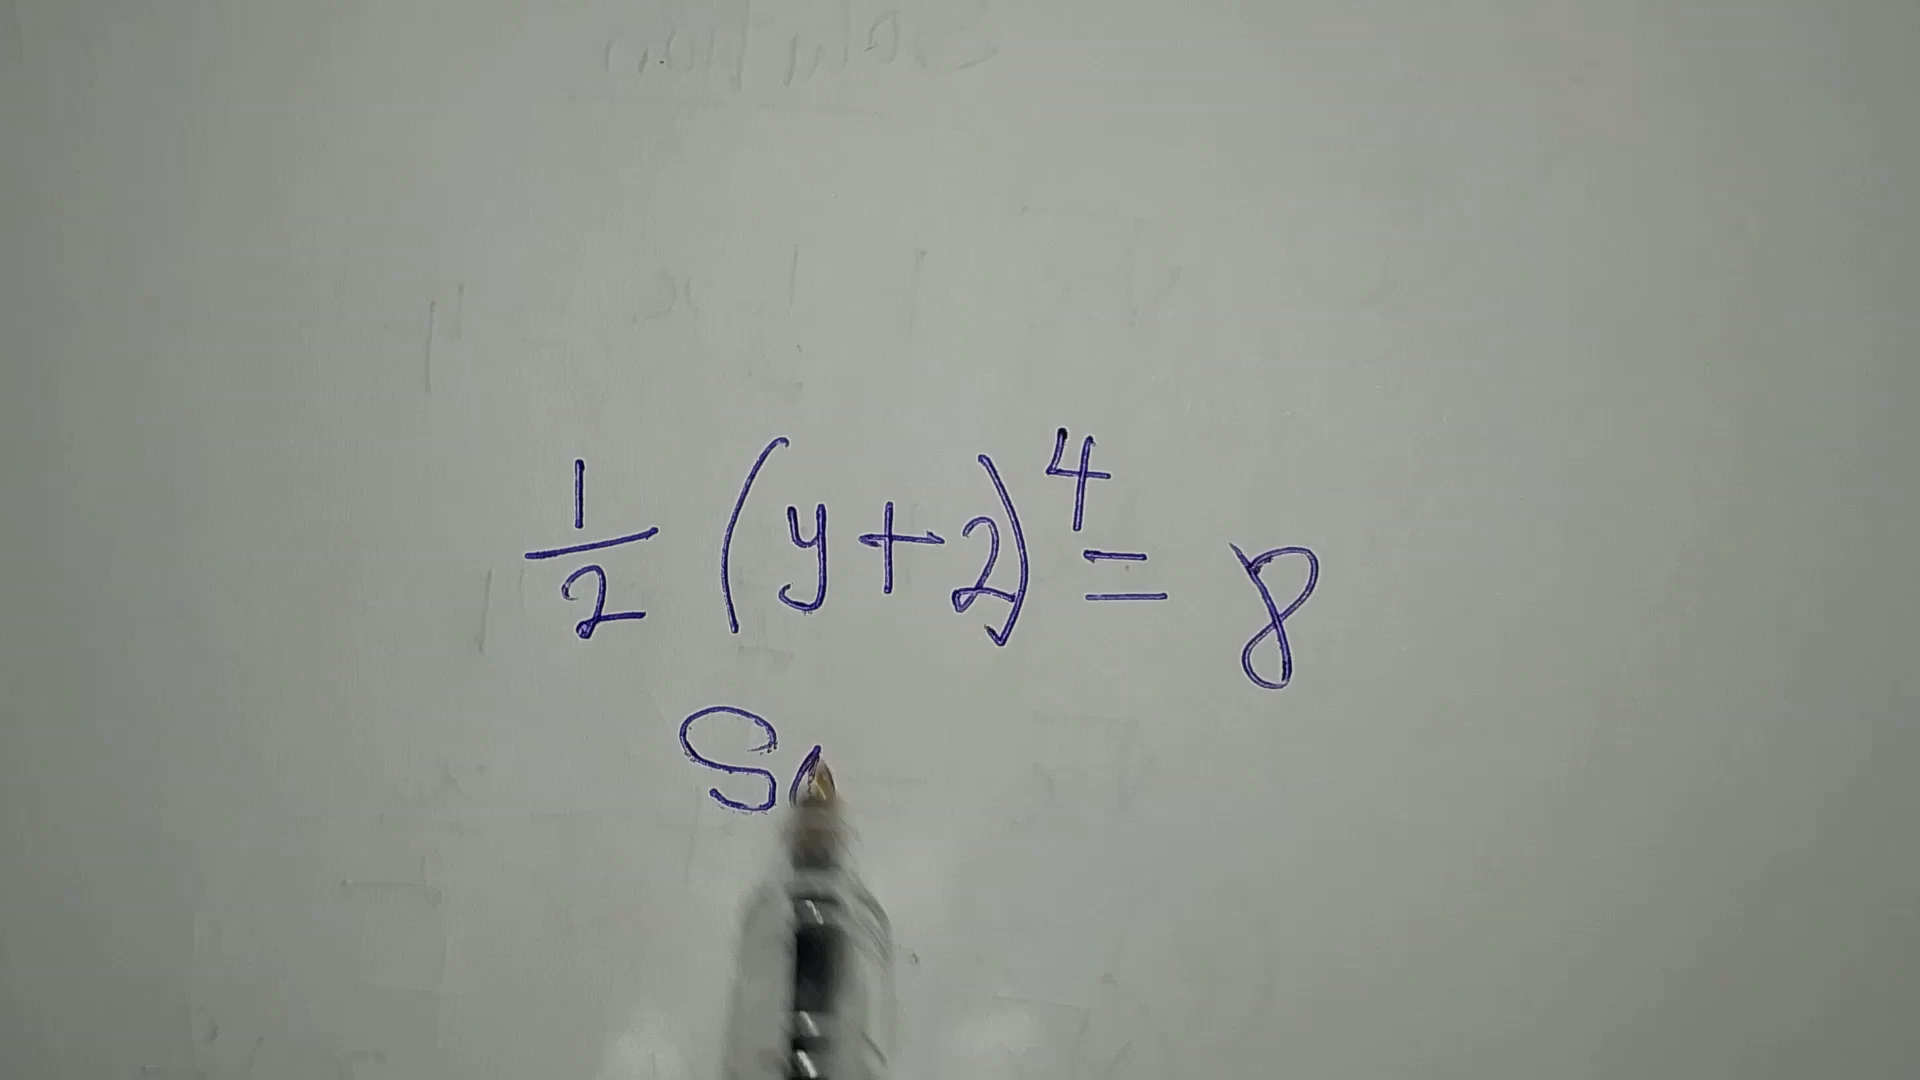 1/2 (y+2)⁴ = 8
So